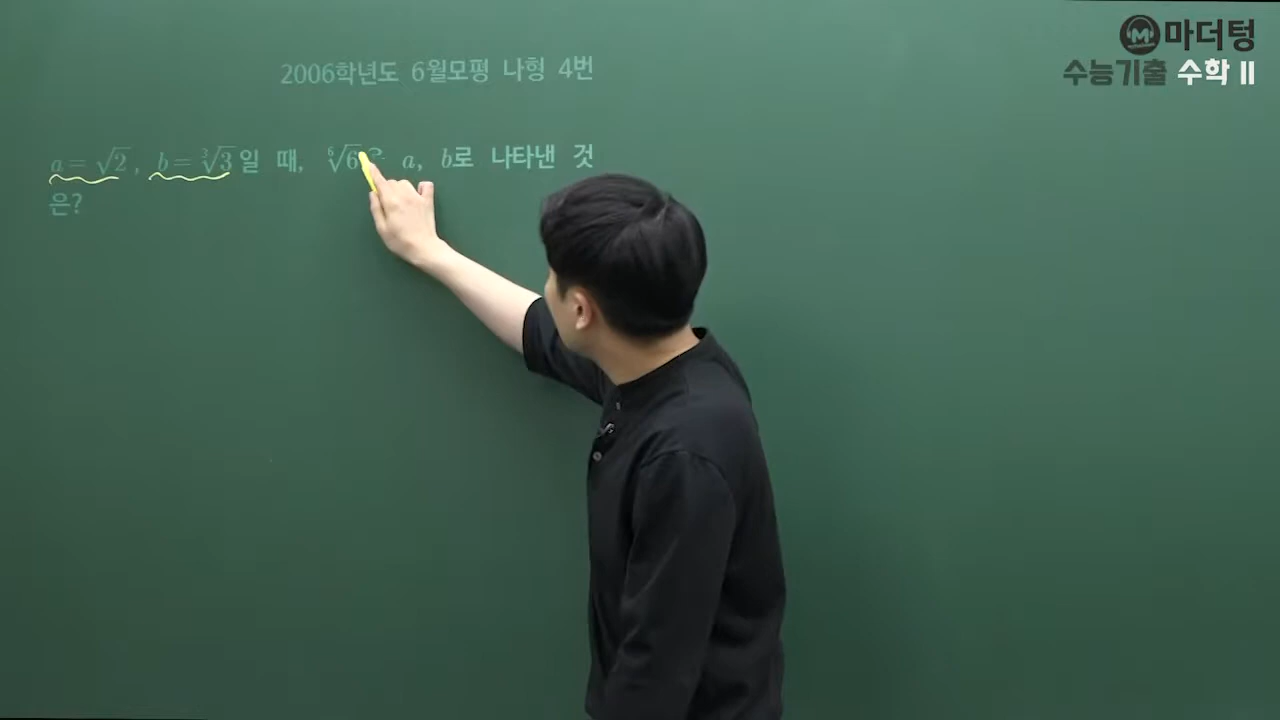 마더텅
수능기출 수학 II
2006학년도 6월모평 나형 4번
a = √2, b = ∛3 일 때, ⁶√6 a, b로 나타낸 것
은?